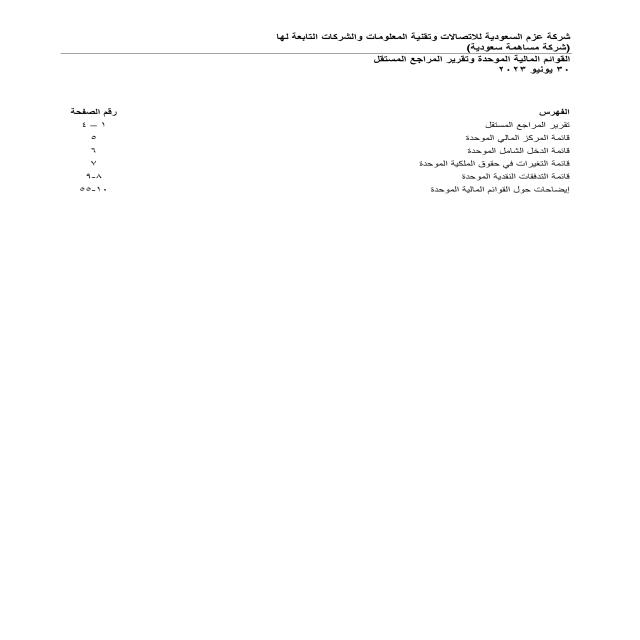 شركة عزم السعودية للاتصالات وتقنية المعلومات والشركات التابعة لها
(شركة مساهمة سعودية)
القوائم المالية الموحدة وتقرير المراجع المستقل
٣٠ يونيو ٢٠٢٣
الفهرس رقم الصفحة
تقرير المراجع المستقل ١ – ٤
قائمة المركز المالي الموحدة ٥
قائمة الدخل الشامل الموحدة ٦
قائمة التغيرات في حقوق الملكية الموحدة ٧
قائمة التدفقات النقدية الموحدة ٨-٩
إيضاحات حول القوائم المالية الموحدة ١٠-٥٥